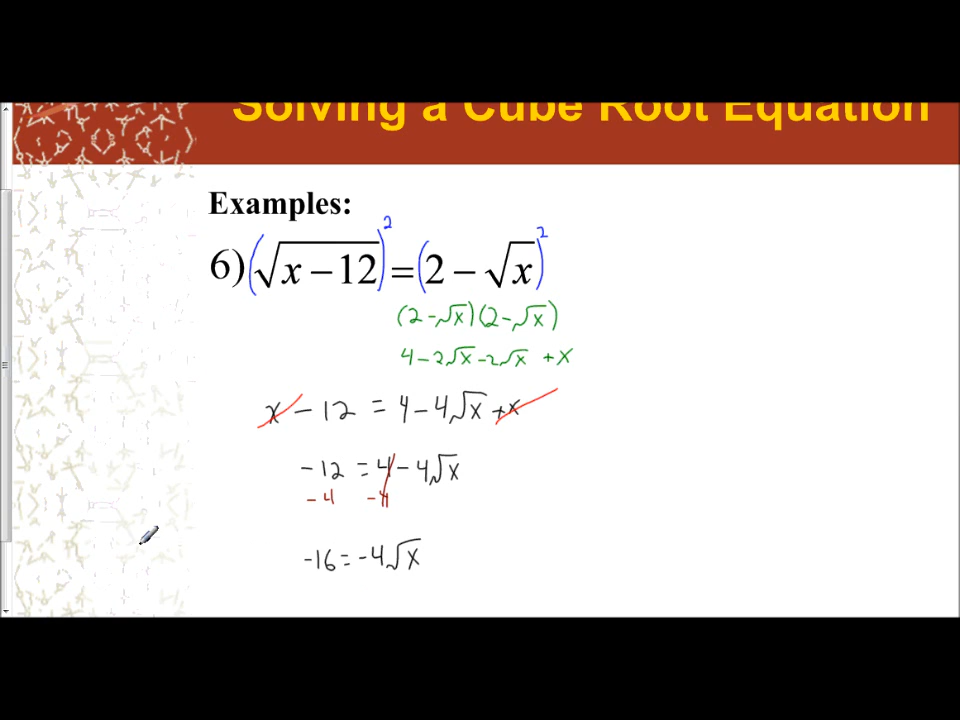 Solving a Cube Root Equation
Examples:
6) (√x − 12)² = (2 − √x)²
(2 − √x)(2 − √x)
4 − 2√x − 2√x + x
x − 12 = 4 − 4√x + x
−12 = 4 − 4√x
−4 −4
−16 = −4√x